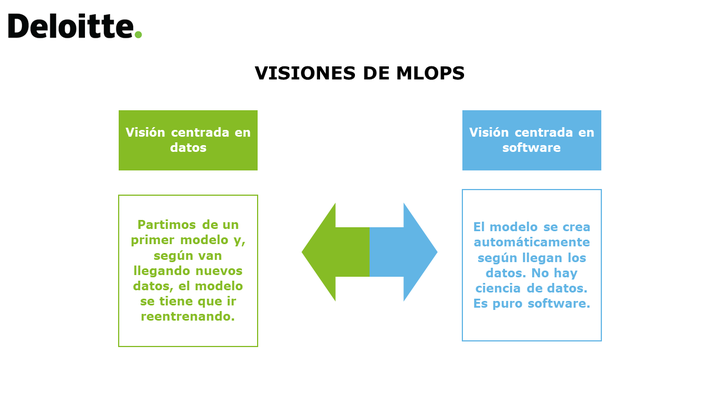 Deloitte.
VISIONES DE MLOPS
Visión centrada en
datos
Visión centrada en
software
Partimos de un
primer modelo y,
según van
llegando nuevos
datos, el modelo
se tiene que ir
reentrenando.
El modelo se crea
automáticamente
según llegan los
datos. No hay
ciencia de datos.
Es puro software.